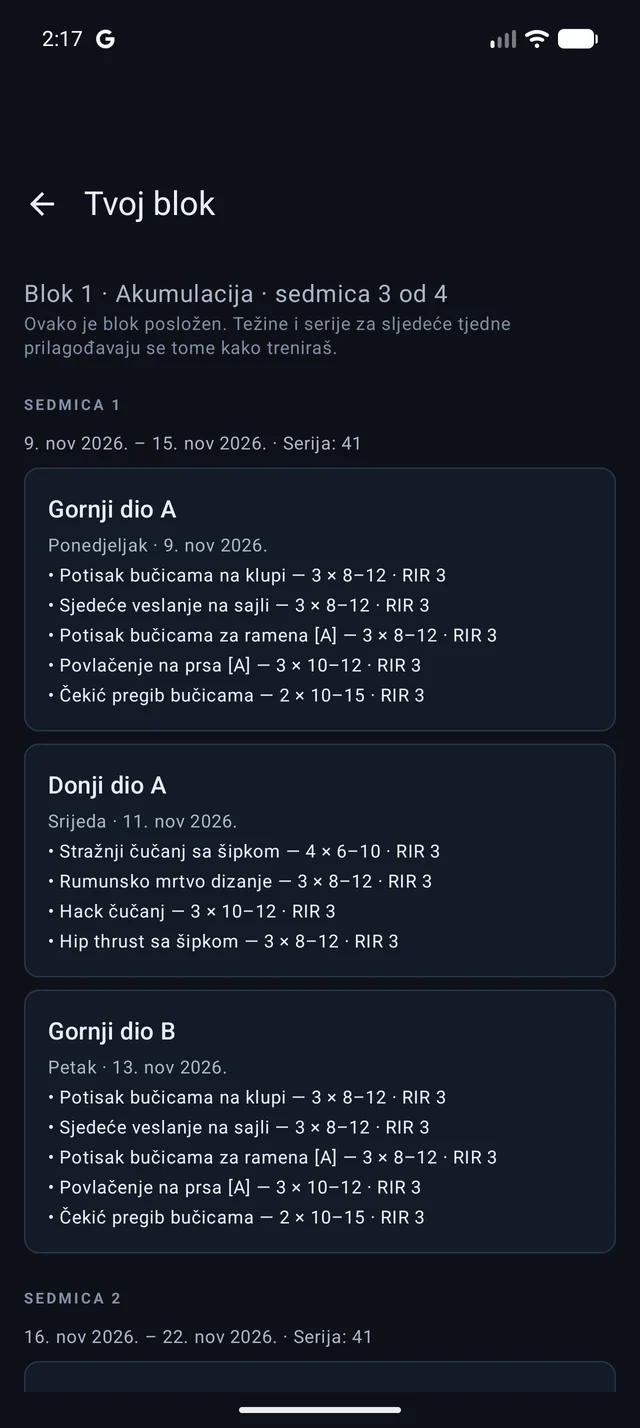 2:17 G
Tvoj blok
Blok 1 · Akumulacija · sedmica 3 od 4
Ovako je blok posložen. Težine i serije za sljedeće tjedne
prilagođavaju se tome kako treniraš.
SEDMICA 1
9. nov 2026. – 15. nov 2026. · Serija: 41
Gornji dio A
Ponedjeljak · 9. nov 2026.
• Potisak bučicama na klupi — 3 × 8–12 · RIR 3
• Sjedeće veslanje na sajli — 3 × 8–12 · RIR 3
• Potisak bučicama za ramena [A] — 3 × 8–12 · RIR 3
• Povlačenje na prsa [A] — 3 × 10–12 · RIR 3
• Čekić pregib bučicama — 2 × 10–15 · RIR 3
Donji dio A
Srijeda · 11. nov 2026.
• Stražnji čučanj sa šipkom — 4 × 6–10 · RIR 3
• Rumunsko mrtvo dizanje — 3 × 8–12 · RIR 3
• Hack čučanj — 3 × 10–12 · RIR 3
• Hip thrust sa šipkom — 3 × 8–12 · RIR 3
Gornji dio B
Petak · 13. nov 2026.
• Potisak bučicama na klupi — 3 × 8–12 · RIR 3
• Sjedeće veslanje na sajli — 3 × 8–12 · RIR 3
• Potisak bučicama za ramena [A] — 3 × 8–12 · RIR 3
• Povlačenje na prsa [A] — 3 × 10–12 · RIR 3
• Čekić pregib bučicama — 2 × 10–15 · RIR 3
SEDMICA 2
16. nov 2026. – 22. nov 2026. · Serija: 41